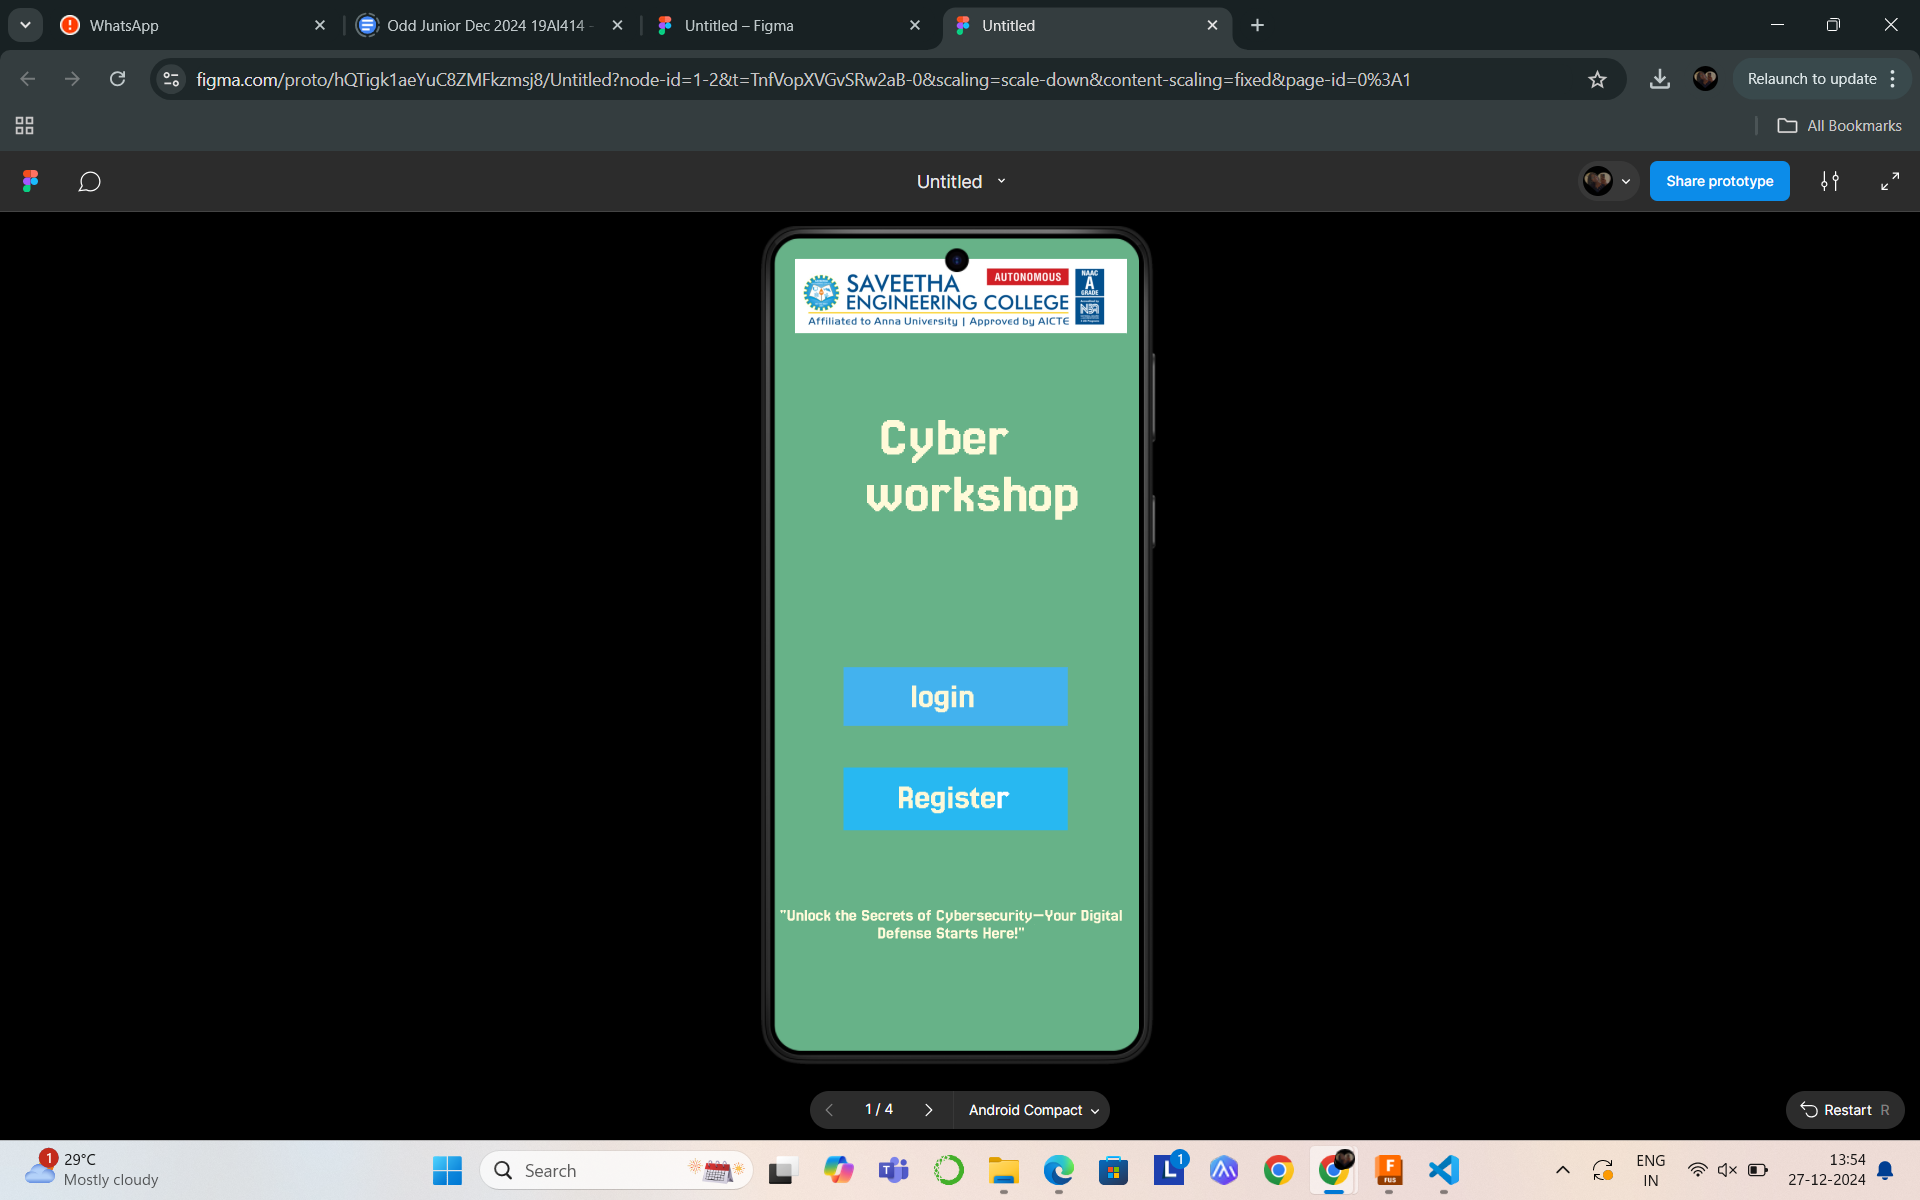 WhatsApp
Odd Junior Dec 2024 19AI414 -
Untitled – Figma
Untitled
figma.com/proto/hQTigk1aeYuC8ZMFkzmsj8/Untitled?node-id=1-2&t=TnfVopXVGvSRw2aB-0&scaling=scale-down&content-scaling=fixed&page-id=0%3A1
Relaunch to update
All Bookmarks
Untitled
Share prototype
SAVEETHA
ENGINEERING COLLEGE
AUTONOMOUS
NAAC
A
GRADE
Affiliated to Anna University | Approved by AICTE
Cyber
workshop
login
Register
"Unlock the Secrets of Cybersecurity—Your Digital
Defense Starts Here!"
1 / 4
Android Compact
Restart R
1
29°C
Mostly cloudy
Search
1
ENG
IN
13:54
27-12-2024